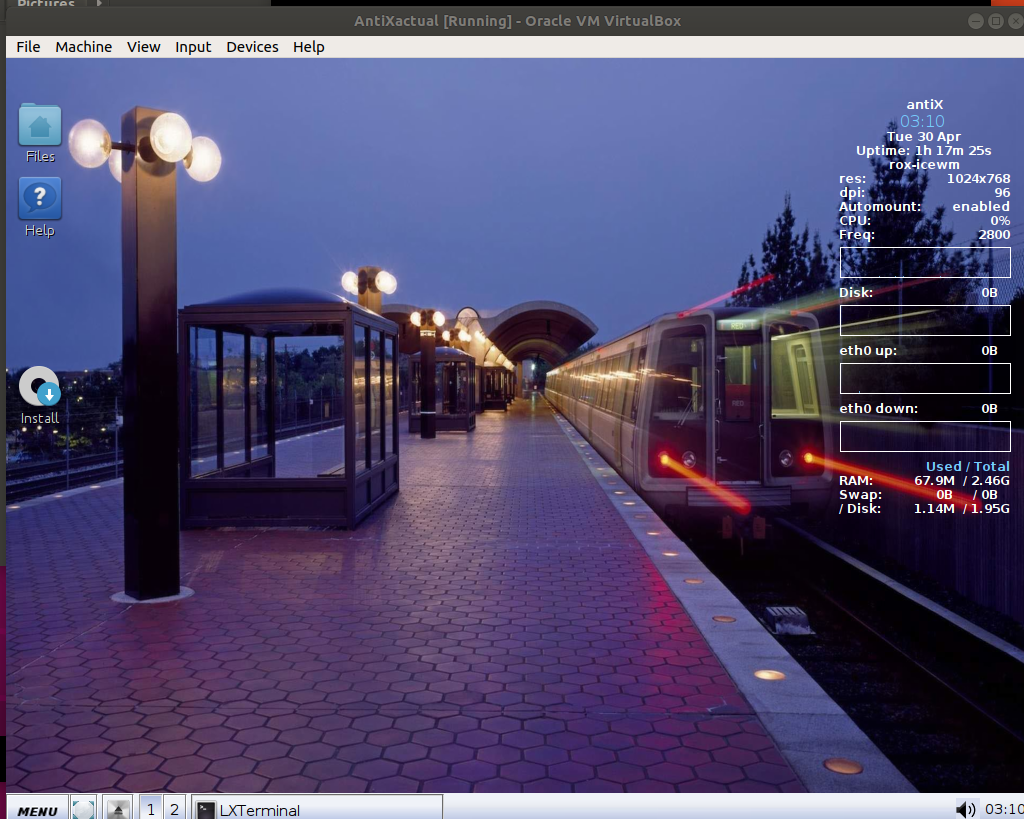 Pictures
AntiXactual [Running] - Oracle VM VirtualBox
File Machine View Input Devices Help
Files
Help
Install
antiX
03:10
Tue 30 Apr
Uptime: 1h 17m 25s
rox-icewm
res: 1024x768
dpi: 96
Automount: enabled
CPU: 0%
Freq: 2800
Disk: 0B
eth0 up: 0B
eth0 down: 0B
Used / Total
RAM: 67.9M / 2.46G
Swap: 0B / 0B
/ Disk: 1.14M / 1.95G
RED
MENU 1 2 LXTerminal 03:10